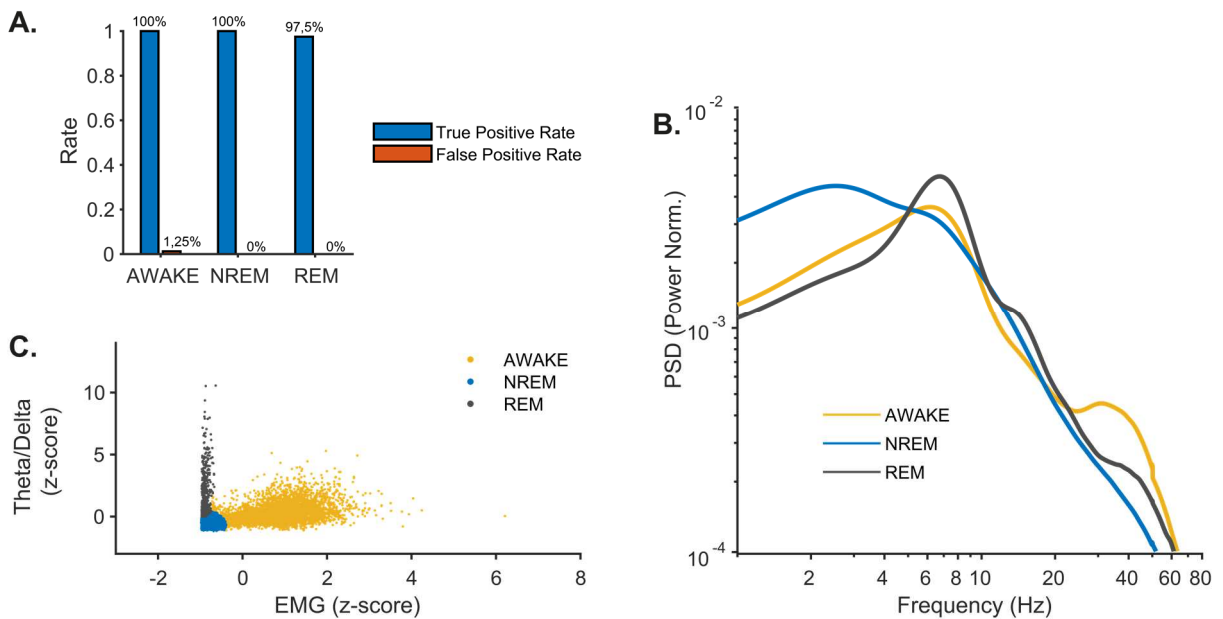 A.
100%
100%
97,5%
1
0.8
0.6
0.4
0.2
0
Rate
1,25%
0%
0%
AWAKE
NREM
REM
True Positive Rate
False Positive Rate
B.
10-2
10-3
10-4
PSD (Power Norm.)
AWAKE
NREM
REM
2
4
6
8
10
20
40
60
80
Frequency (Hz)
C.
AWAKE
NREM
REM
10
5
0
Theta/Delta
(z-score)
-2
0
2
4
6
8
EMG (z-score)